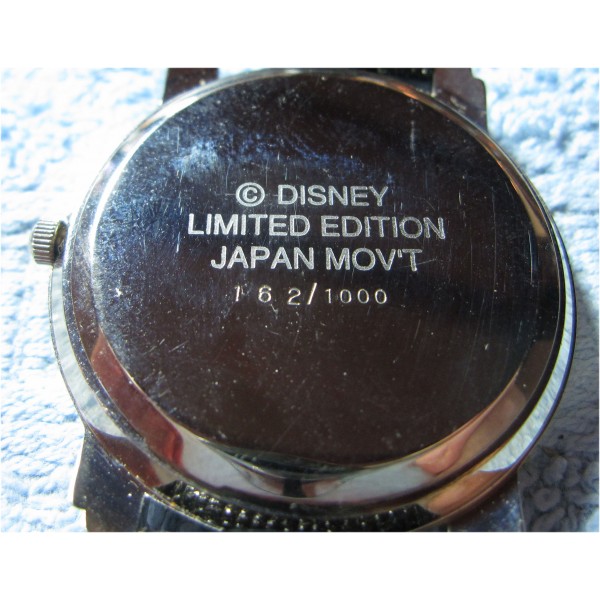 © DISNEY
LIMITED EDITION
JAPAN MOV'T
162/1000